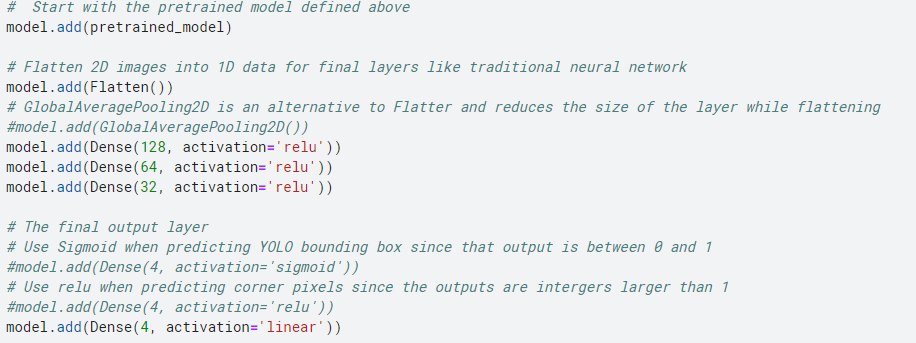 #  Start with the pretrained model defined above
model.add(pretrained_model)
# Flatten 2D images into 1D data for final layers like traditional neural network
model.add(Flatten())
# GlobalAveragePooling2D is an alternative to Flatter and reduces the size of the layer while flattening
#model.add(GlobalAveragePooling2D())
model.add(Dense(128, activation='relu'))
model.add(Dense(64, activation='relu'))
model.add(Dense(32, activation='relu'))
# The final output layer
# Use Sigmoid when predicting YOLO bounding box since that output is between 0 and 1
#model.add(Dense(4, activation='sigmoid'))
# Use relu when predicting corner pixels since the outputs are intergers larger than 1
#model.add(Dense(4, activation='relu'))
model.add(Dense(4, activation='linear'))